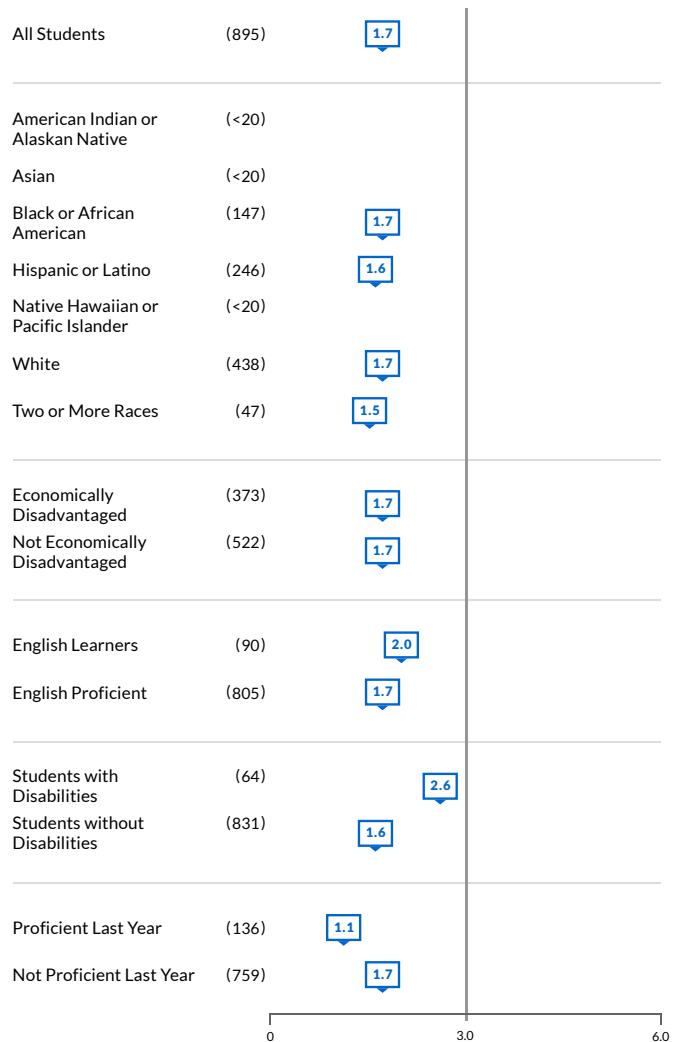 All Students (895) 1.7
American Indian or
Alaskan Native (<20)
Asian (<20)
Black or African
American (147) 1.7
Hispanic or Latino (246) 1.6
Native Hawaiian or
Pacific Islander (<20)
White (438) 1.7
Two or More Races (47) 1.5
Economically
Disadvantaged (373) 1.7
Not Economically
Disadvantaged (522) 1.7
English Learners (90) 2.0
English Proficient (805) 1.7
Students with
Disabilities (64) 2.6
Students without
Disabilities (831) 1.6
Proficient Last Year (136) 1.1
Not Proficient Last Year (759) 1.7
0 3.0 6.0